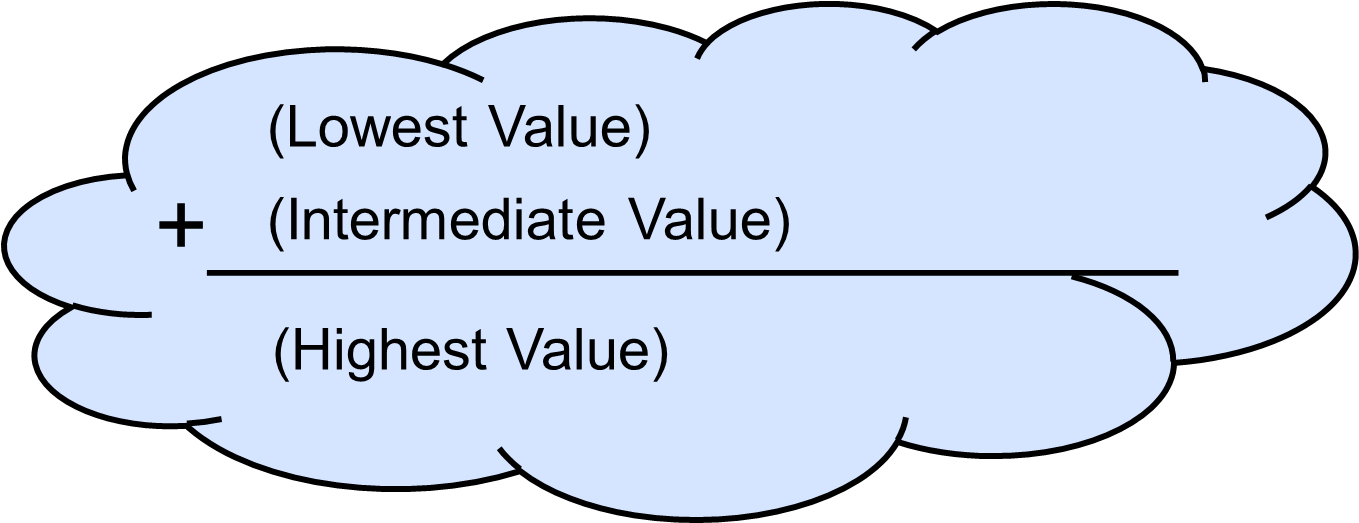 (Lowest Value)
+ (Intermediate Value)
(Highest Value)